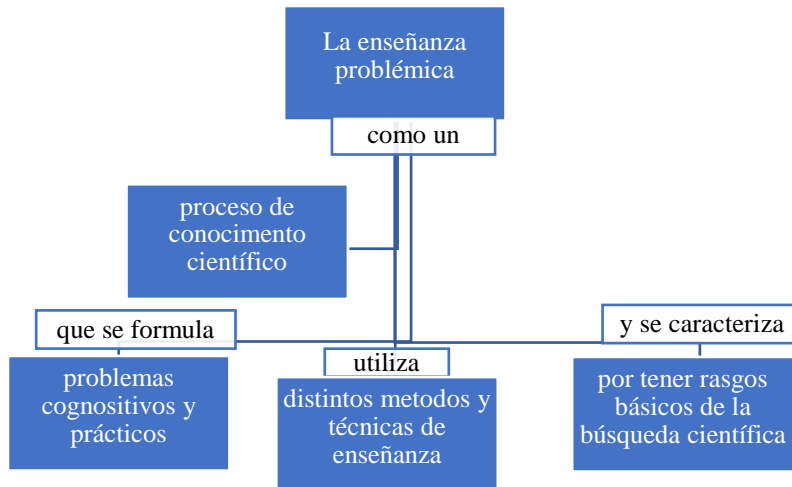 La enseñanza
problémica
como un
proceso de
conocimento
científico
que se formula
problemas
cognositivos y
prácticos
utiliza
distintos metodos y
técnicas de
enseñanza
y se caracteriza
por tener rasgos
básicos de la
búsqueda científica